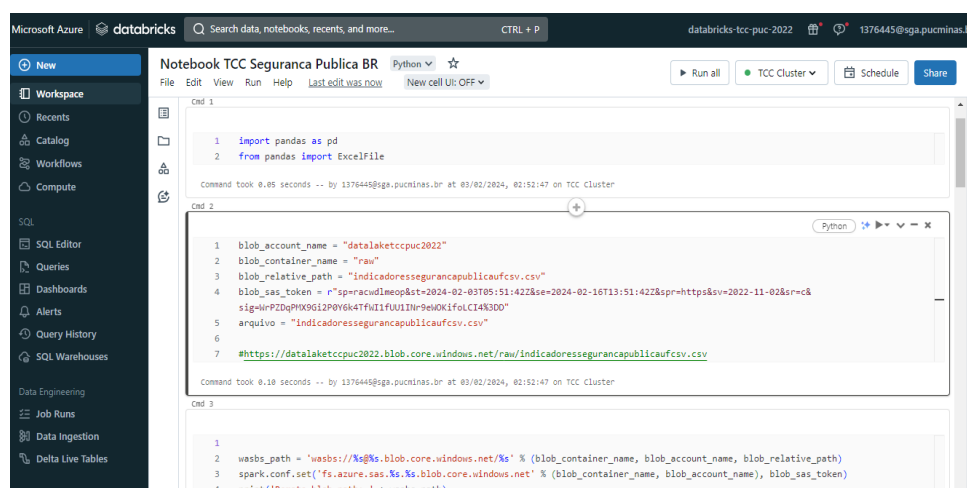 Microsoft Azure databricks Search data, notebooks, recents, and more... CTRL + P databricks-tcc-puc-2022 1376445@sga.pucminas.
New
Workspace
Recents
Catalog
Workflows
Compute
SQL
SQL Editor
Queries
Dashboards
Alerts
Query History
SQL Warehouses
Data Engineering
Job Runs
Data Ingestion
Delta Live Tables
Notebook TCC Seguranca Publica BR Python
File Edit View Run Help Last edit was now New cell UI: OFF
Run all TCC Cluster Schedule Share
Cmd 1
1 import pandas as pd
2 from pandas import ExcelFile
Command took 0.05 seconds -- by 1376445@sga.pucminas.br at 03/02/2024, 02:52:47 on TCC Cluster
Cmd 2
Python
1 blob_account_name = "datalaketccpuc2022"
2 blob_container_name = "raw"
3 blob_relative_path = "indicadoressegurancapublicaufcsv.csv"
4 blob_sas_token = r"sp=racwdlmeop&st=2024-02-03T05:51:42Z&se=2024-02-16T13:51:42Z&spr=https&sv=2022-11-02&sr=c&
5 arquivo = "indicadoressegurancapublicaufcsv.csv"
6
7 #https://datalaketccpuc2022.blob.core.windows.net/raw/indicadoressegurancapublicaufcsv.csv
Command took 0.10 seconds -- by 1376445@sga.pucminas.br at 03/02/2024, 02:52:47 on TCC Cluster
Cmd 3
1
2 wasbs_path = 'wasbs://%s@%s.blob.core.windows.net/%s' % (blob_container_name, blob_account_name, blob_relative_path)
3 spark.conf.set('fs.azure.sas.%s.%s.blob.core.windows.net' % (blob_container_name, blob_account_name), blob_sas_token)